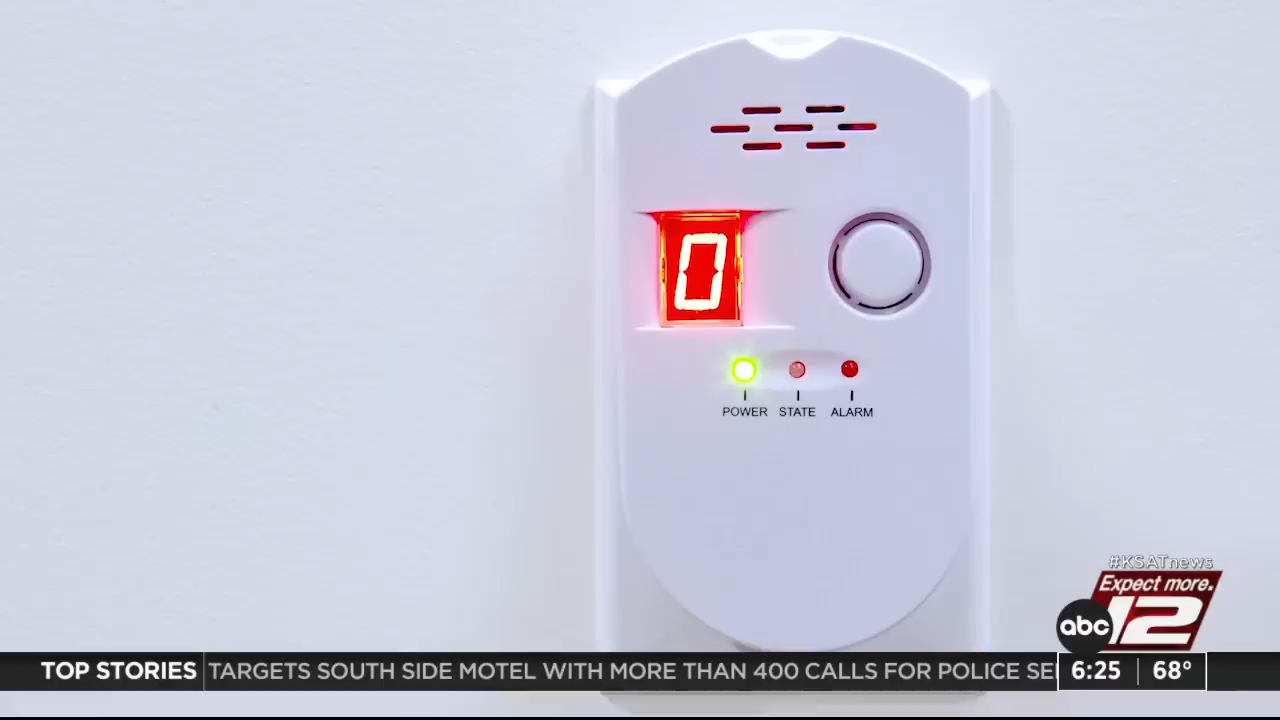 0
POWER STATE ALARM
#KSATnews
Expect more.
abc 12
TOP STORIES TARGETS SOUTH SIDE MOTEL WITH MORE THAN 400 CALLS FOR POLICE
6:25 68°